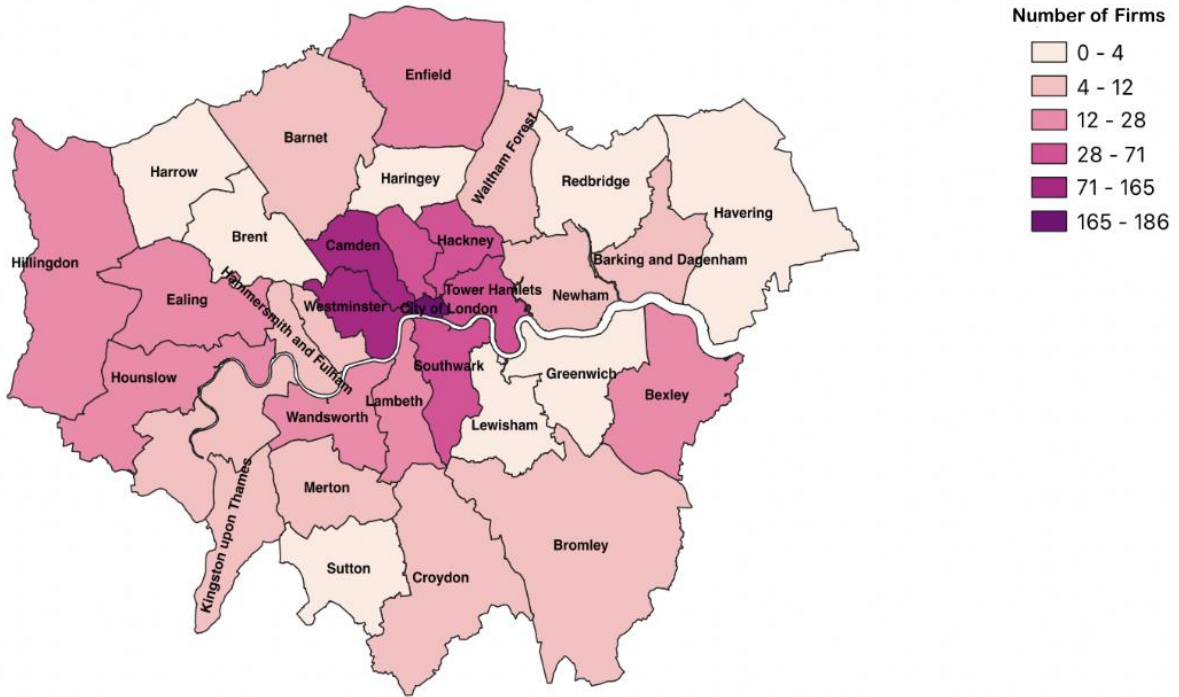 Number of Firms
0 - 4
4 - 12
12 - 28
28 - 71
71 - 165
165 - 186
Enfield
Barnet
Waltham Forest
Harrow
Haringey
Redbridge
Havering
Brent
Camden
Hackney
Hillingdon
Barking and Dagenham
Ealing
Hammersmith and Fulham
Westminster
City of London
Tower Hamlets
Newham
Hounslow
Southwark
Greenwich
Wandsworth
Lambeth
Lewisham
Bexley
Kingston upon Thames
Merton
Sutton
Croydon
Bromley